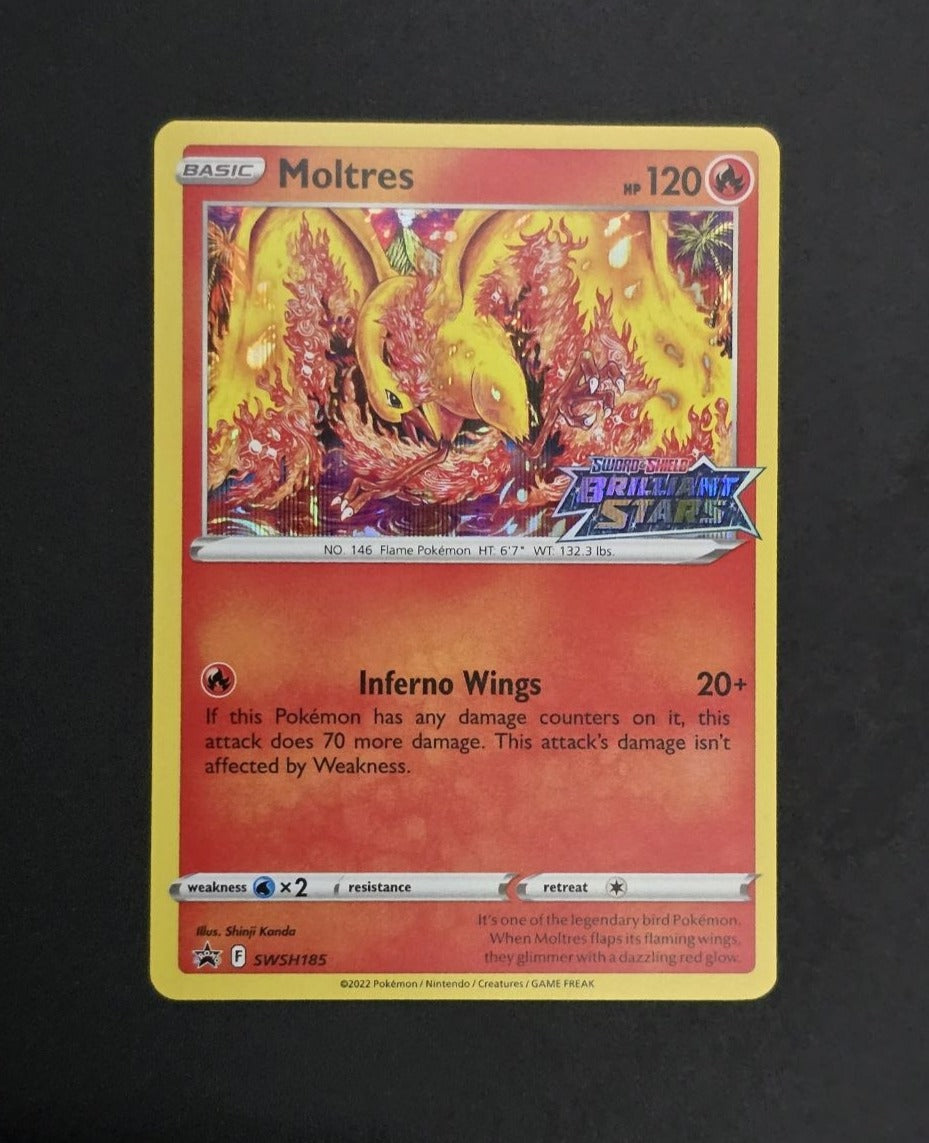 BASIC Moltres HP 120
SWORD & SHIELD
BRILLIANT
STARS
NO. 146 Flame Pokémon HT: 6'7" WT: 132.3 lbs.
Inferno Wings 20+
If this Pokémon has any damage counters on it, this
attack does 70 more damage. This attack's damage isn't
affected by Weakness.
weakness ×2 resistance retreat
Illus. Shinji Kanda
It's one of the legendary bird Pokémon.
When Moltres flaps its flaming wings,
they glimmer with a dazzling red glow.
F SWSH185
©2022 Pokémon / Nintendo / Creatures / GAME FREAK